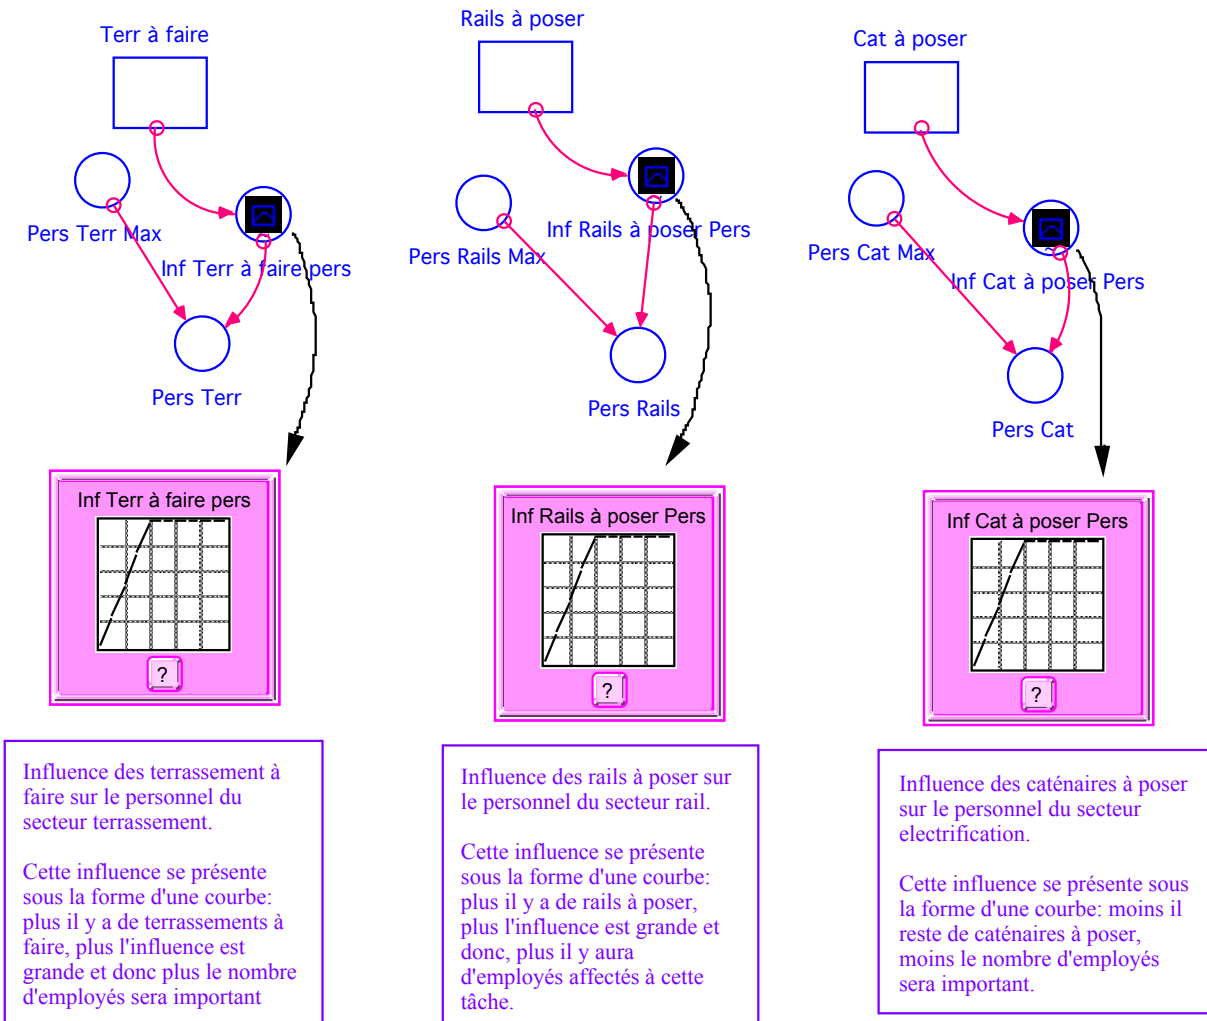 Terr à faire
Pers Terr Max
Inf Terr à faire pers
Pers Terr
Inf Terr à faire pers
?
Influence des terrassement à
faire sur le personnel du
secteur terrassement.
Cette influence se présente
sous la forme d'une courbe:
plus il y a de terrassements à
faire, plus l'influence est
grande et donc plus le nombre
d'employés sera important
Rails à poser
Pers Rails Max
Inf Rails à poser Pers
Pers Rails
Inf Rails à poser Pers
?
Influence des rails à poser sur
le personnel du secteur rail.
Cette influence se présente
sous la forme d'une courbe:
plus il y a de rails à poser,
plus l'influence est grande et
donc, plus il y aura
d'employés affectés à cette
tâche.
Cat à poser
Pers Cat Max
Inf Cat à poser Pers
Pers Cat
Inf Cat à poser Pers
?
Influence des caténaires à poser
sur le personnel du secteur
electrification.
Cette influence se présente sous
la forme d'une courbe: moins il
reste de caténaires à poser,
moins le nombre d'employés
sera important.